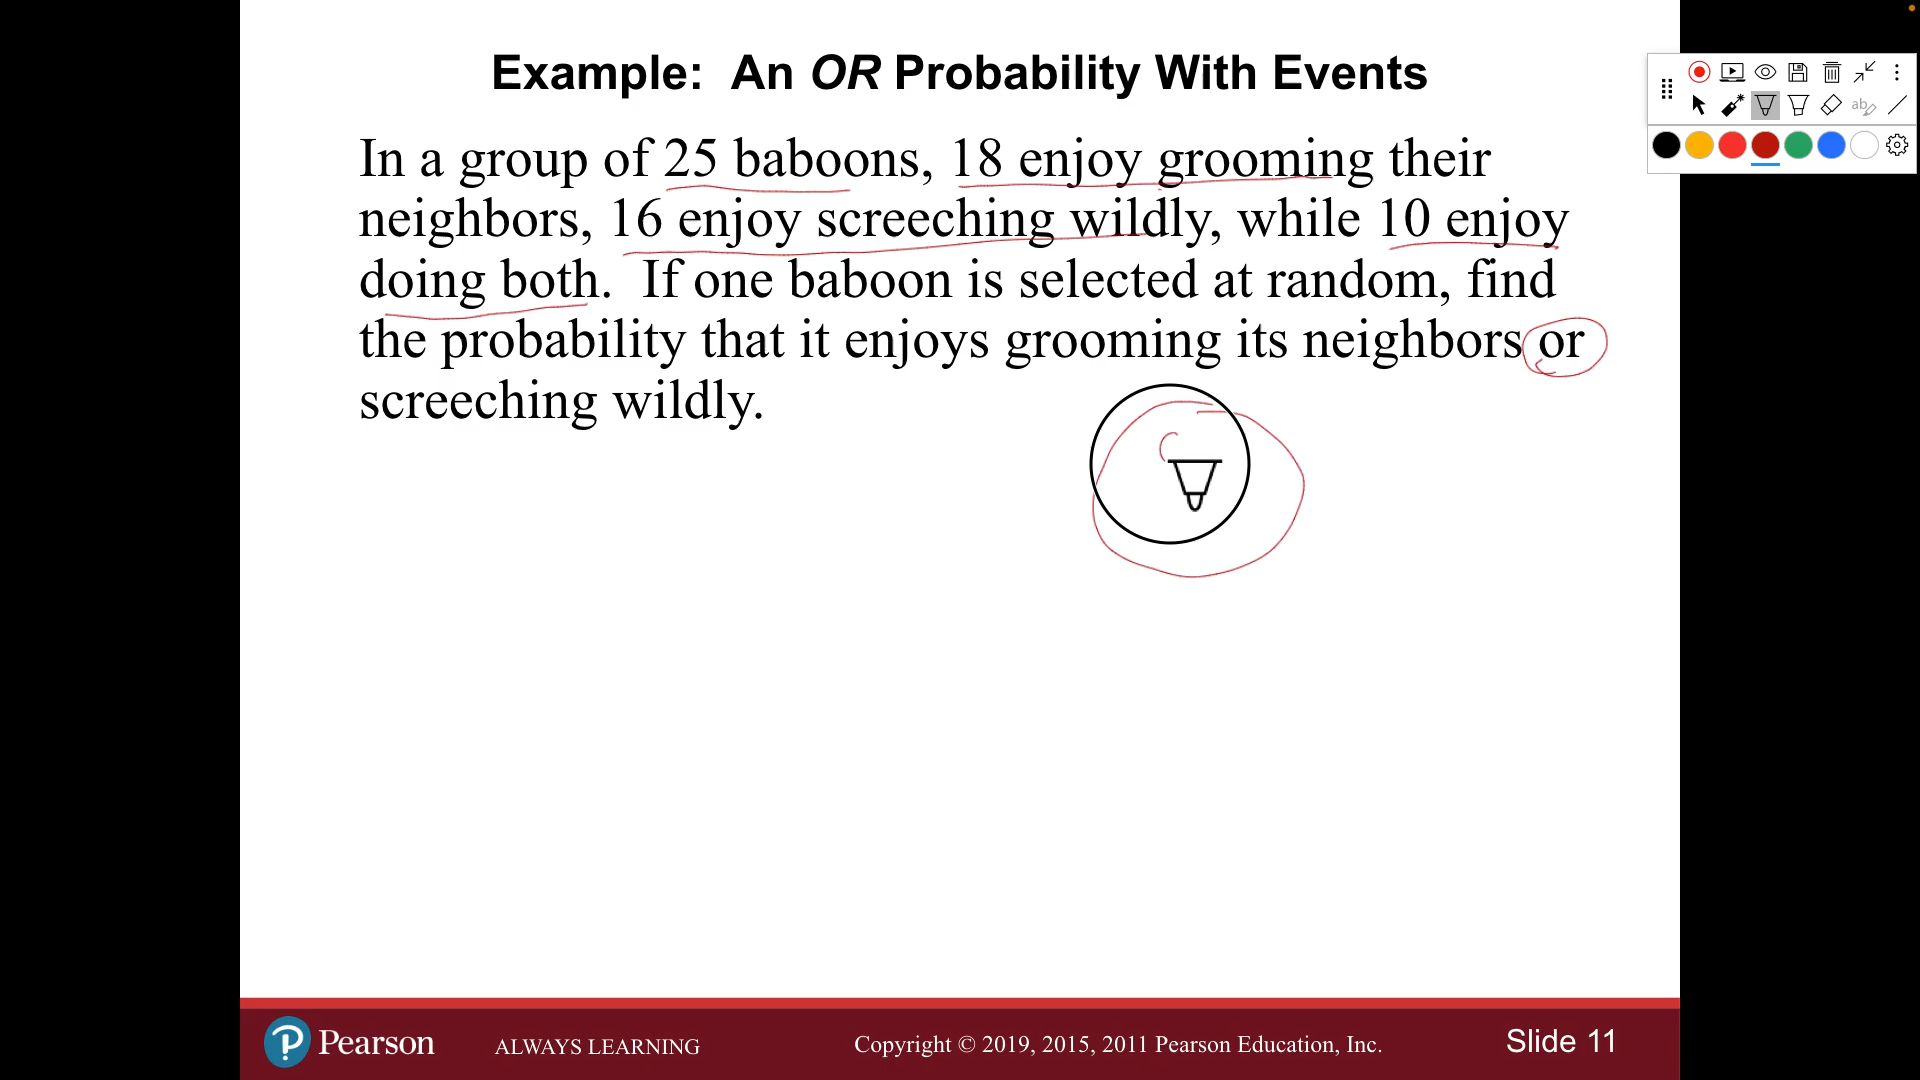 Example: An OR Probability With Events
In a group of 25 baboons, 18 enjoy grooming their
neighbors, 16 enjoy screeching wildly, while 10 enjoy
doing both. If one baboon is selected at random, find
the probability that it enjoys grooming its neighbors or
screeching wildly.
ab
Pearson
ALWAYS LEARNING
Copyright © 2019, 2015, 2011 Pearson Education, Inc.
Slide 11